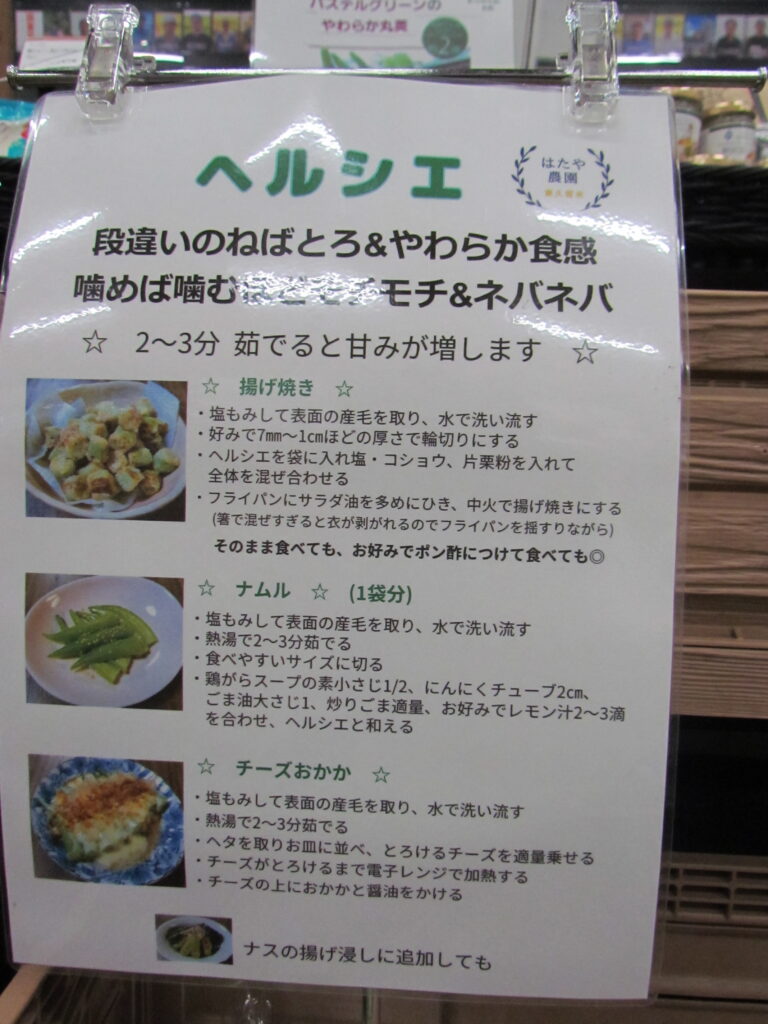 パステルグリーンの
やわらか丸莢
ヘルシエ
はたや
農園
段違いのねばとろ&やわらか食感
噛めば噛むほどモチモチ&ネバネバ
☆ 2〜3分 茹でると甘みが増します ☆
☆ 揚げ焼き ☆
・塩もみして表面の産毛を取り、水で洗い流す
・好みで7㎜〜1㎝ほどの厚さで輪切りにする
・ヘルシエを袋に入れ塩・コショウ、片栗粉を入れて
全体を混ぜ合わせる
・フライパンにサラダ油を多めにひき、中火で揚げ焼きにする
(箸で混ぜすぎると衣が剥がれるのでフライパンを揺すりながら)
そのまま食べても、お好みでポン酢につけて食べても◎
☆ ナムル ☆ (1袋分)
・塩もみして表面の産毛を取り、水で洗い流す
・熱湯で2〜3分茹でる
・食べやすいサイズに切る
・鶏がらスープの素小さじ1/2、にんにくチューブ2㎝、
ごま油大さじ1、炒りごま適量、お好みでレモン汁2〜3滴
を合わせ、ヘルシエと和える
☆ チーズおかか ☆
・塩もみして表面の産毛を取り、水で洗い流す
・熱湯で2〜3分茹でる
・ヘタを取りお皿に並べ、とろけるチーズを適量乗せる
・チーズがとろけるまで電子レンジで加熱する
・チーズの上におかかと醤油をかける
ナスの揚げ浸しに追加しても